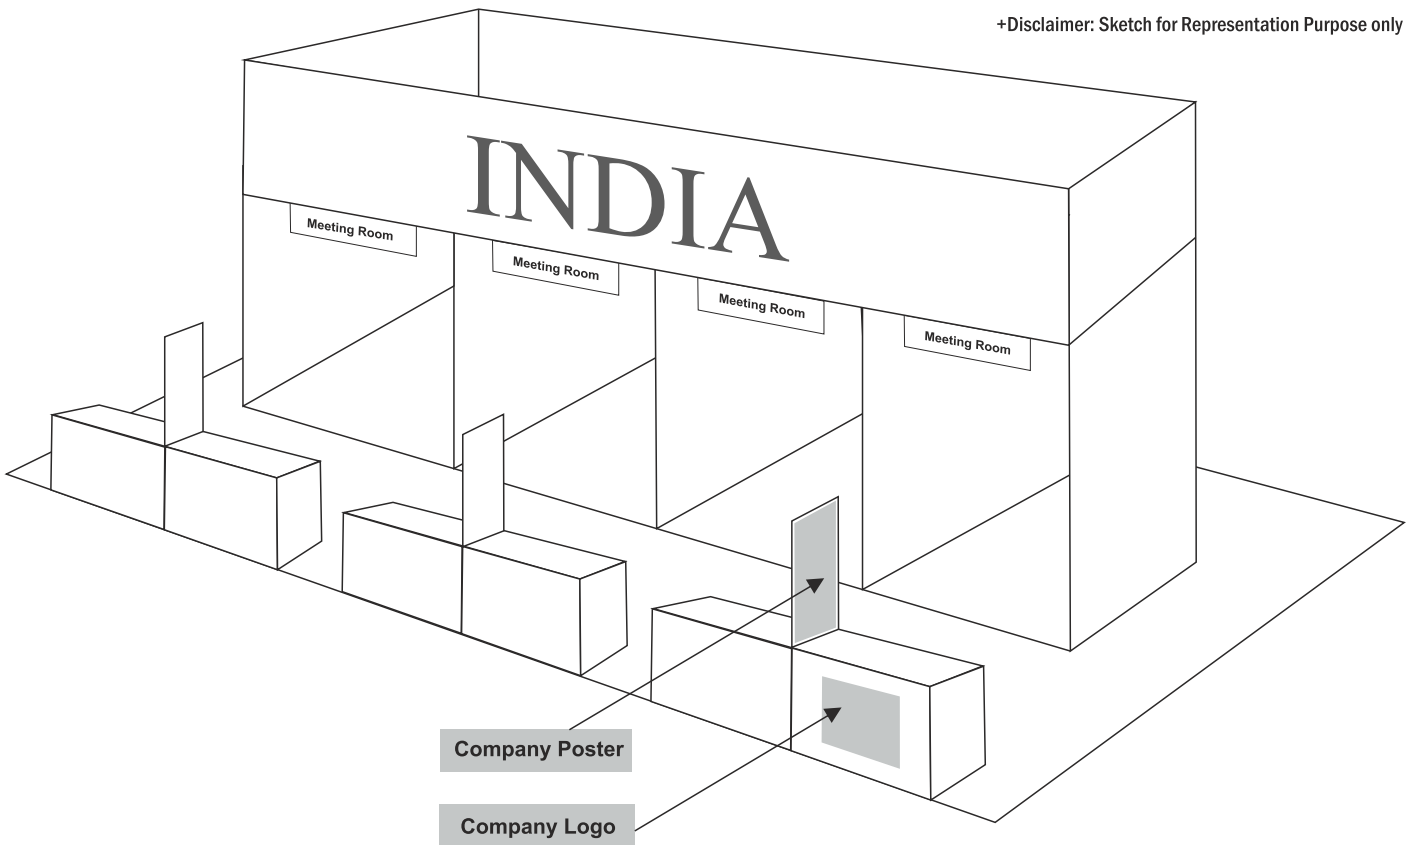 +Disclaimer: Sketch for Representation Purpose only
INDIA
Meeting Room
Meeting Room
Meeting Room
Meeting Room
Company Poster
Company Logo